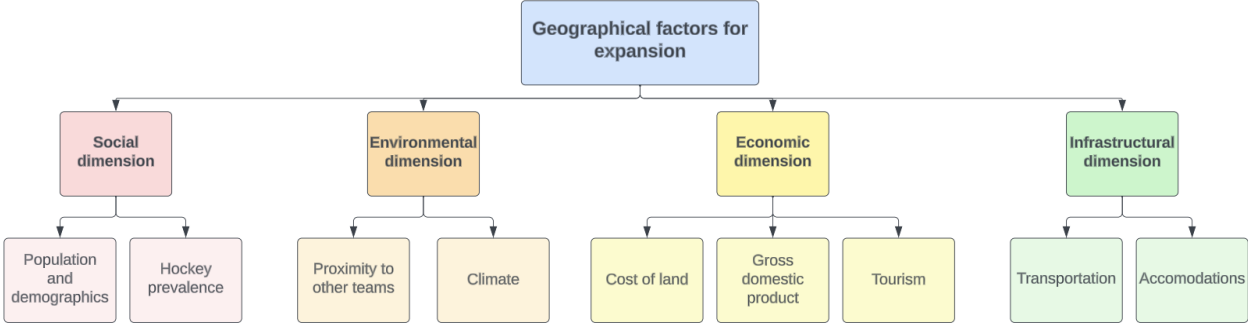 Geographical factors for
expansion
Social
dimension
Environmental
dimension
Economic
dimension
Infrastructural
dimension
Population
and
demographics
Hockey
prevalence
Proximity to
other teams
Climate
Cost of land
Gross
domestic
product
Tourism
Transportation
Accomodations